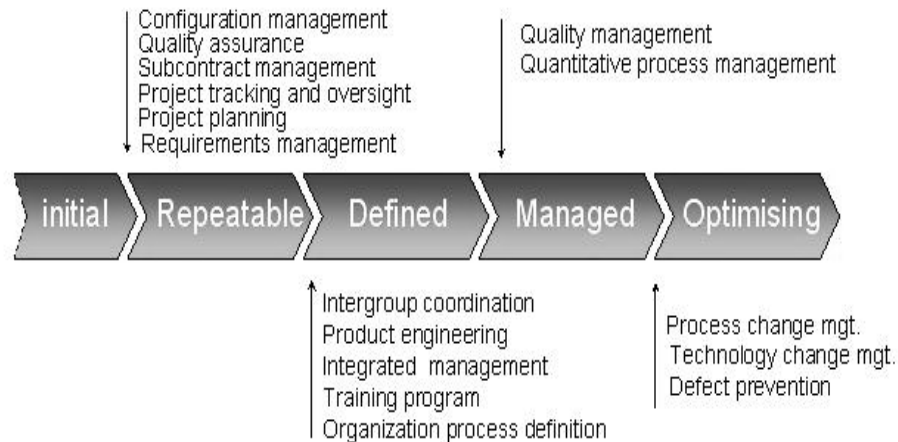 Configuration management
Quality assurance
Subcontract management
Project tracking and oversight
Project planning
Requirements management
Quality management
Quantitative process management
initial
Repeatable
Defined
Managed
Optimising
Intergroup coordination
Product engineering
Integrated management
Training program
Organization process definition
Process change mgt.
Technology change mgt.
Defect prevention